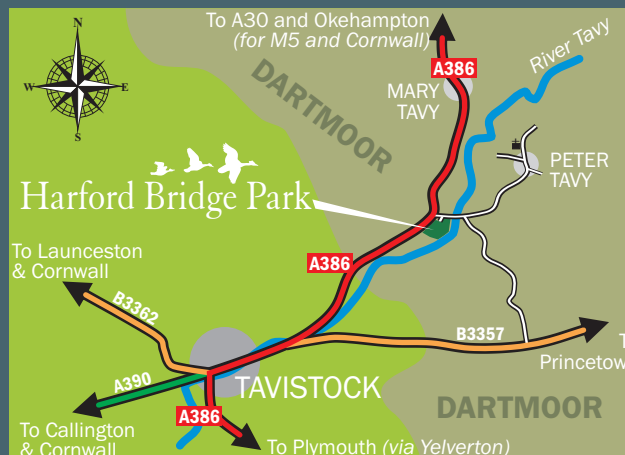 To A30 and Okehampton
(for M5 and Cornwall)
N
W
E
S
A386
River Tavy
DARTMOOR
MARY
TAVY
PETER
TAVY
Harford Bridge Park
To Launceston
& Cornwall
A386
B3362
B3357
Princetow
A390
TAVISTOCK
DARTMOOR
A386
To Callington
& Cornwall
To Plymouth (via Yelverton)